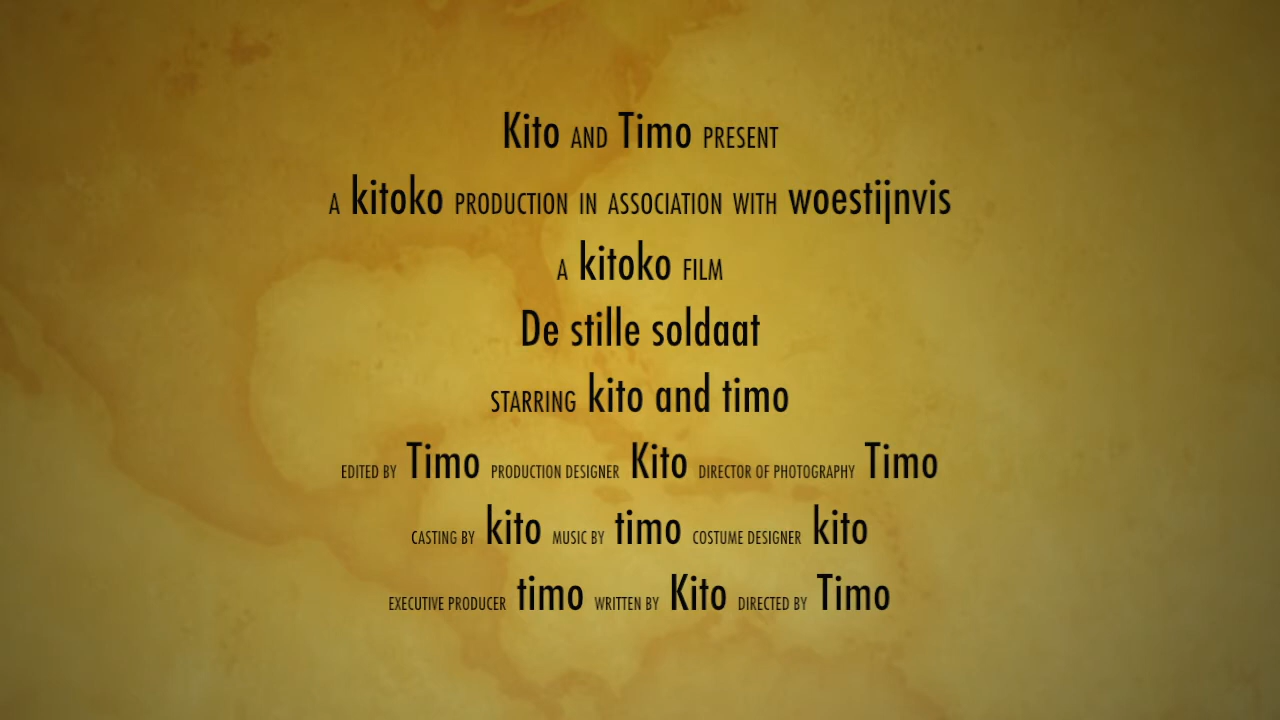 Kito AND Timo PRESENT
A kitoko PRODUCTION IN ASSOCIATION WITH woestijnvis
A kitoko FILM
De stille soldaat
STARRING kito and timo
EDITED BY Timo PRODUCTION DESIGNER Kito DIRECTOR OF PHOTOGRAPHY Timo
CASTING BY kito MUSIC BY timo COSTUME DESIGNER kito
EXECUTIVE PRODUCER timo WRITTEN BY Kito DIRECTED BY Timo